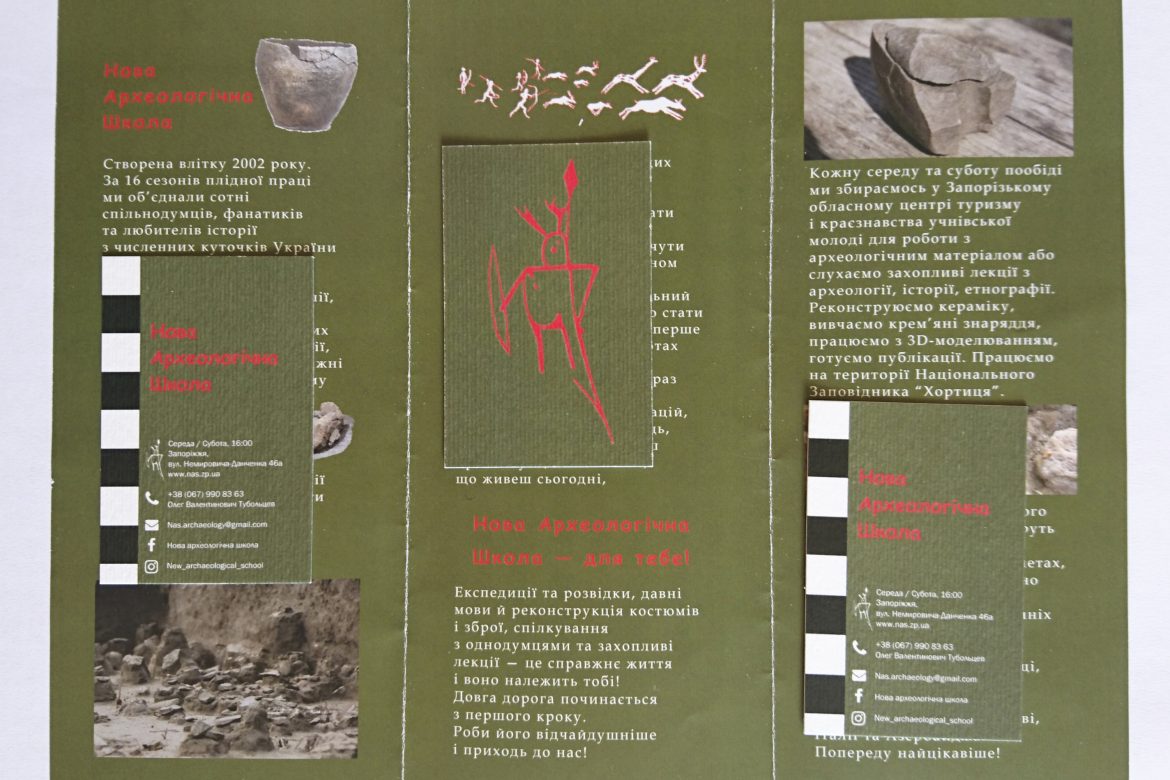 Нова
Археологічна
Школа
Створена влітку 2002 року.
За 16 сезонів плідної праці
ми об’єднали сотні
спільнодумців, фанатиків
та любителів історії
з численних куточків України
Нова
Археологічна
Школа
Середа / Субота, 16:00
Запоріжжя,
вул. Немировича-Данченка 46а
www.nas.zp.ua
+38 (067) 990 83 63
Олег Валентинович Тубольцев
Nas.archaeology@gmail.com
Нова археологічна школа
New_archaeological_school
стати
перше
що живеш сьогодні,
Нова Археологічна
Школа — для тебе!
Експедиції та розвідки, давні
мови й реконструкція костюмів
і зброї, спілкування
з однодумцями та захопливі
лекції — це справжнє життя
і воно належить тобі!
Довга дорога починається
з першого кроку.
Роби його відчайдушніше
і приходь до нас!
Кожну середу та суботу пообіді
ми збираємось у Запорізькому
обласному центрі туризму
і краєзнавства учнівської
молоді для роботи з
археологічним матеріалом або
слухаємо захопливі лекції з
археології, історії, етнографії.
Реконструюємо кераміку,
вивчаємо крем’яні знаряддя,
працюємо з 3D-моделюванням,
готуємо публікації. Працюємо
на території Національного
Заповідника “Хортиця”.
Нова
Археологічна
Школа
Середа / Субота, 16:00
Запоріжжя,
вул. Немировича-Данченка 46а
www.nas.zp.ua
+38 (067) 990 83 63
Олег Валентинович Тубольцев
Nas.archaeology@gmail.com
Нова археологічна школа
New_archaeological_school
Попереду найцікавіше!